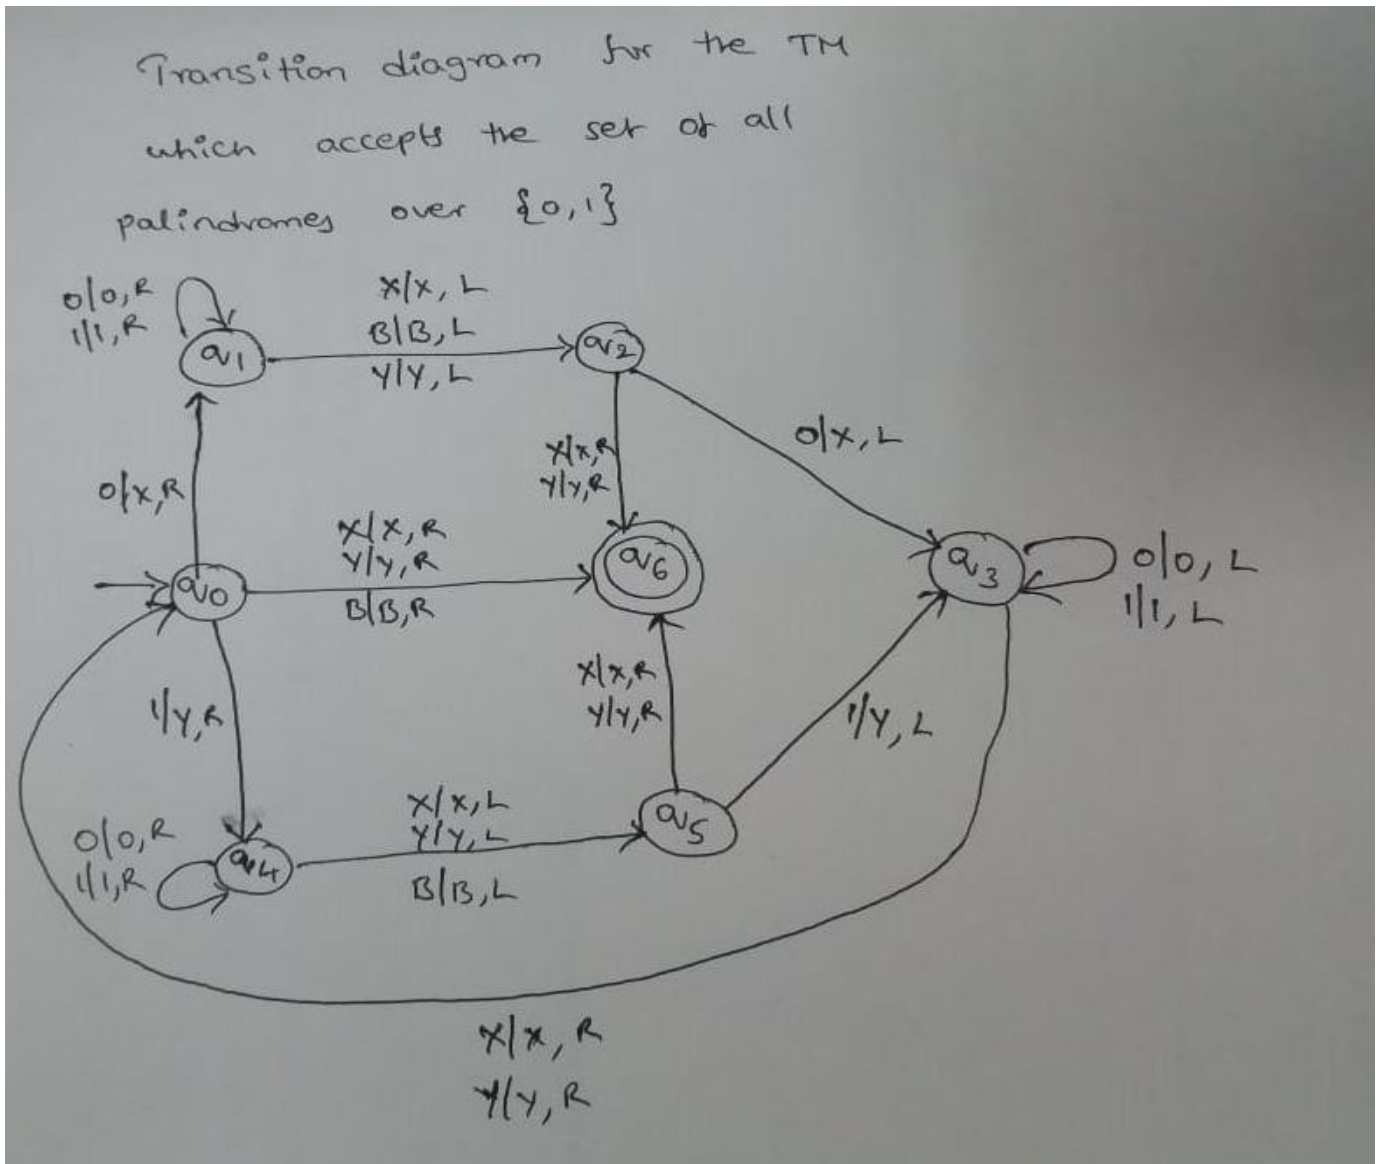 Transition diagram for the TM
which accepts the set of all
palindromes over {0,1}
0/0,R
1/1,R
X/X, L
B/B, L
Y/Y, L
q1
q2
0/X,R
X/X,R
Y/Y,R
0/X, L
X/X, R
Y/Y, R
B/B,R
q0
q6
q3
0/0, L
1/1, L
1/Y,R
X/X,R
Y/Y,R
1/Y, L
0/0,R
1/1,R
q4
X/X,L
Y/Y, L
B/B,L
q5
X/X, R
Y/Y, R